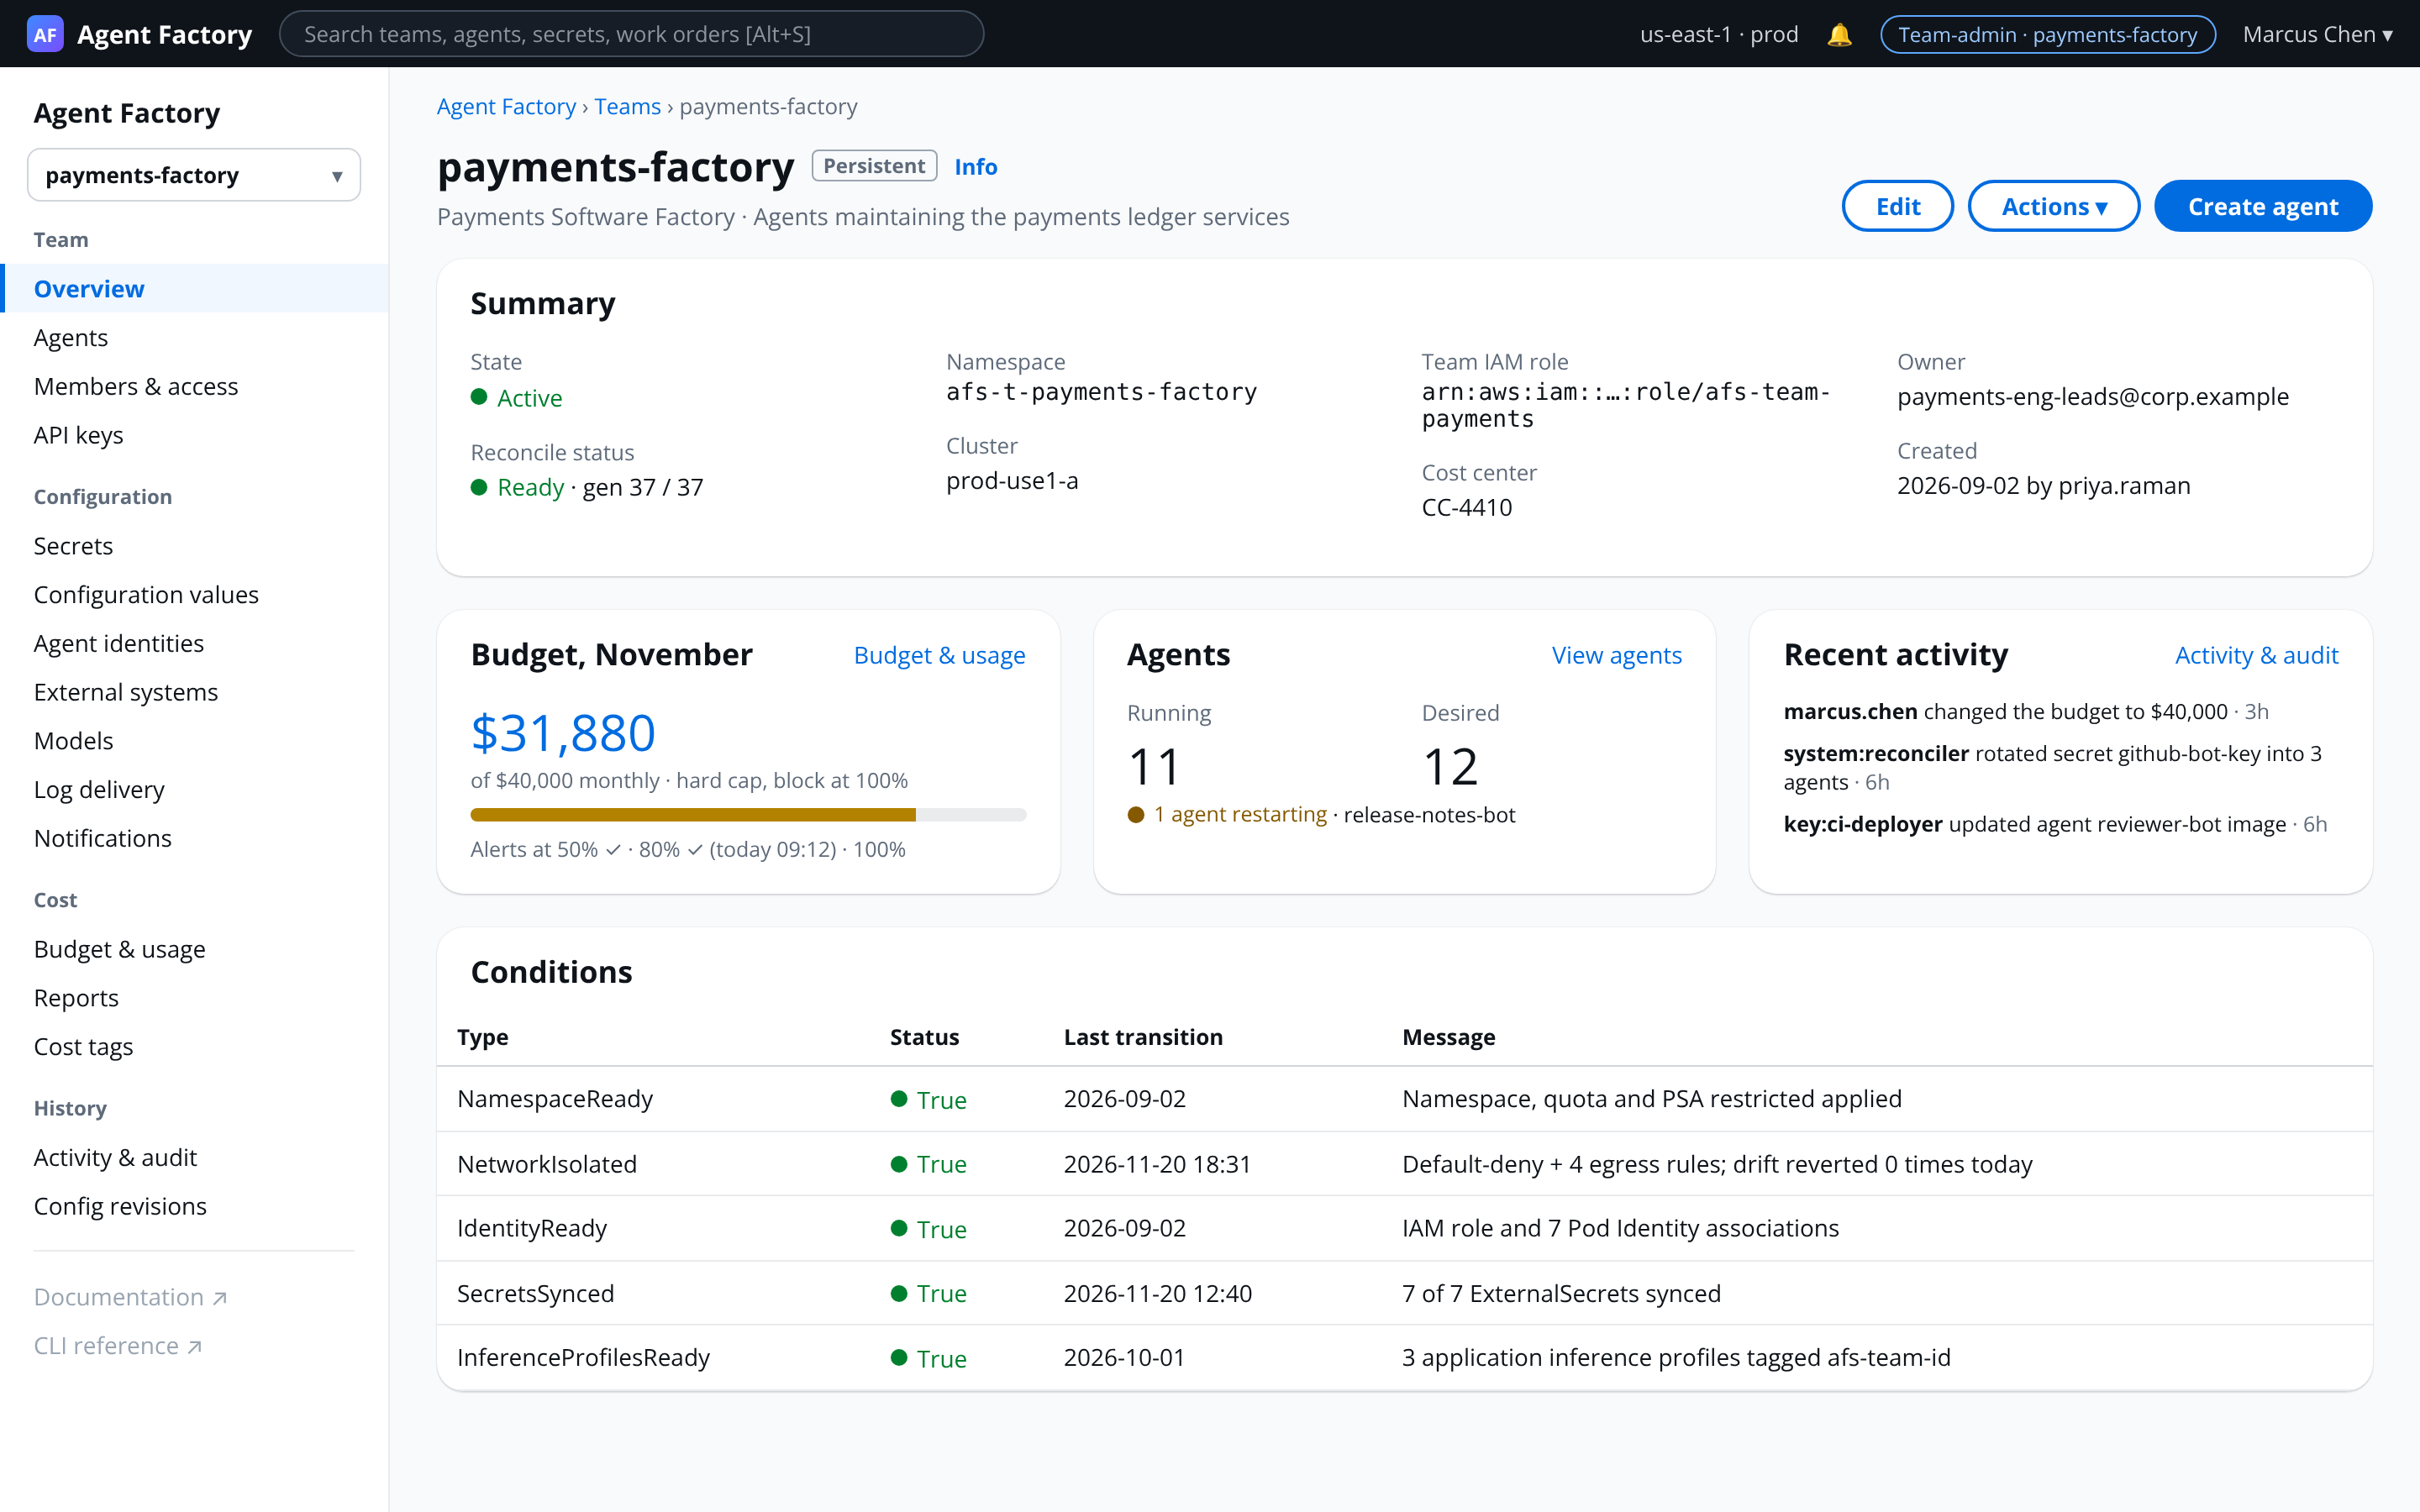 AF Agent Factory
Search teams, agents, secrets, work orders [Alt+S]
us-east-1 · prod
🔔
Team-admin · payments-factory
Marcus Chen ▾
Agent Factory
payments-factory ▾
Team
Overview
Agents
Members & access
API keys
Configuration
Secrets
Configuration values
Agent identities
External systems
Models
Log delivery
Notifications
Cost
Budget & usage
Reports
Cost tags
History
Activity & audit
Config revisions
Documentation ↗
CLI reference ↗
Agent Factory › Teams › payments-factory
payments-factory Persistent Info
Payments Software Factory · Agents maintaining the payments ledger services
Edit
Actions ▾
Create agent
Summary
State
Active
Reconcile status
Ready · gen 37 / 37
Namespace
afs-t-payments-factory
Cluster
prod-use1-a
Team IAM role
arn:aws:iam::…:role/afs-team-
payments
Cost center
CC-4410
Owner
payments-eng-leads@corp.example
Created
2026-09-02 by priya.raman
Budget, November
Budget & usage
$31,880
of $40,000 monthly · hard cap, block at 100%
Alerts at 50% ✓ · 80% ✓ (today 09:12) · 100%
Agents
View agents
Running
11
Desired
12
1 agent restarting · release-notes-bot
Recent activity
Activity & audit
marcus.chen changed the budget to $40,000 · 3h
system:reconciler rotated secret github-bot-key into 3
agents · 6h
key:ci-deployer updated agent reviewer-bot image · 6h
Conditions
Type Status Last transition Message
NamespaceReady True 2026-09-02 Namespace, quota and PSA restricted applied
NetworkIsolated True 2026-11-20 18:31 Default-deny + 4 egress rules; drift reverted 0 times today
IdentityReady True 2026-09-02 IAM role and 7 Pod Identity associations
SecretsSynced True 2026-11-20 12:40 7 of 7 ExternalSecrets synced
InferenceProfilesReady True 2026-10-01 3 application inference profiles tagged afs-team-id